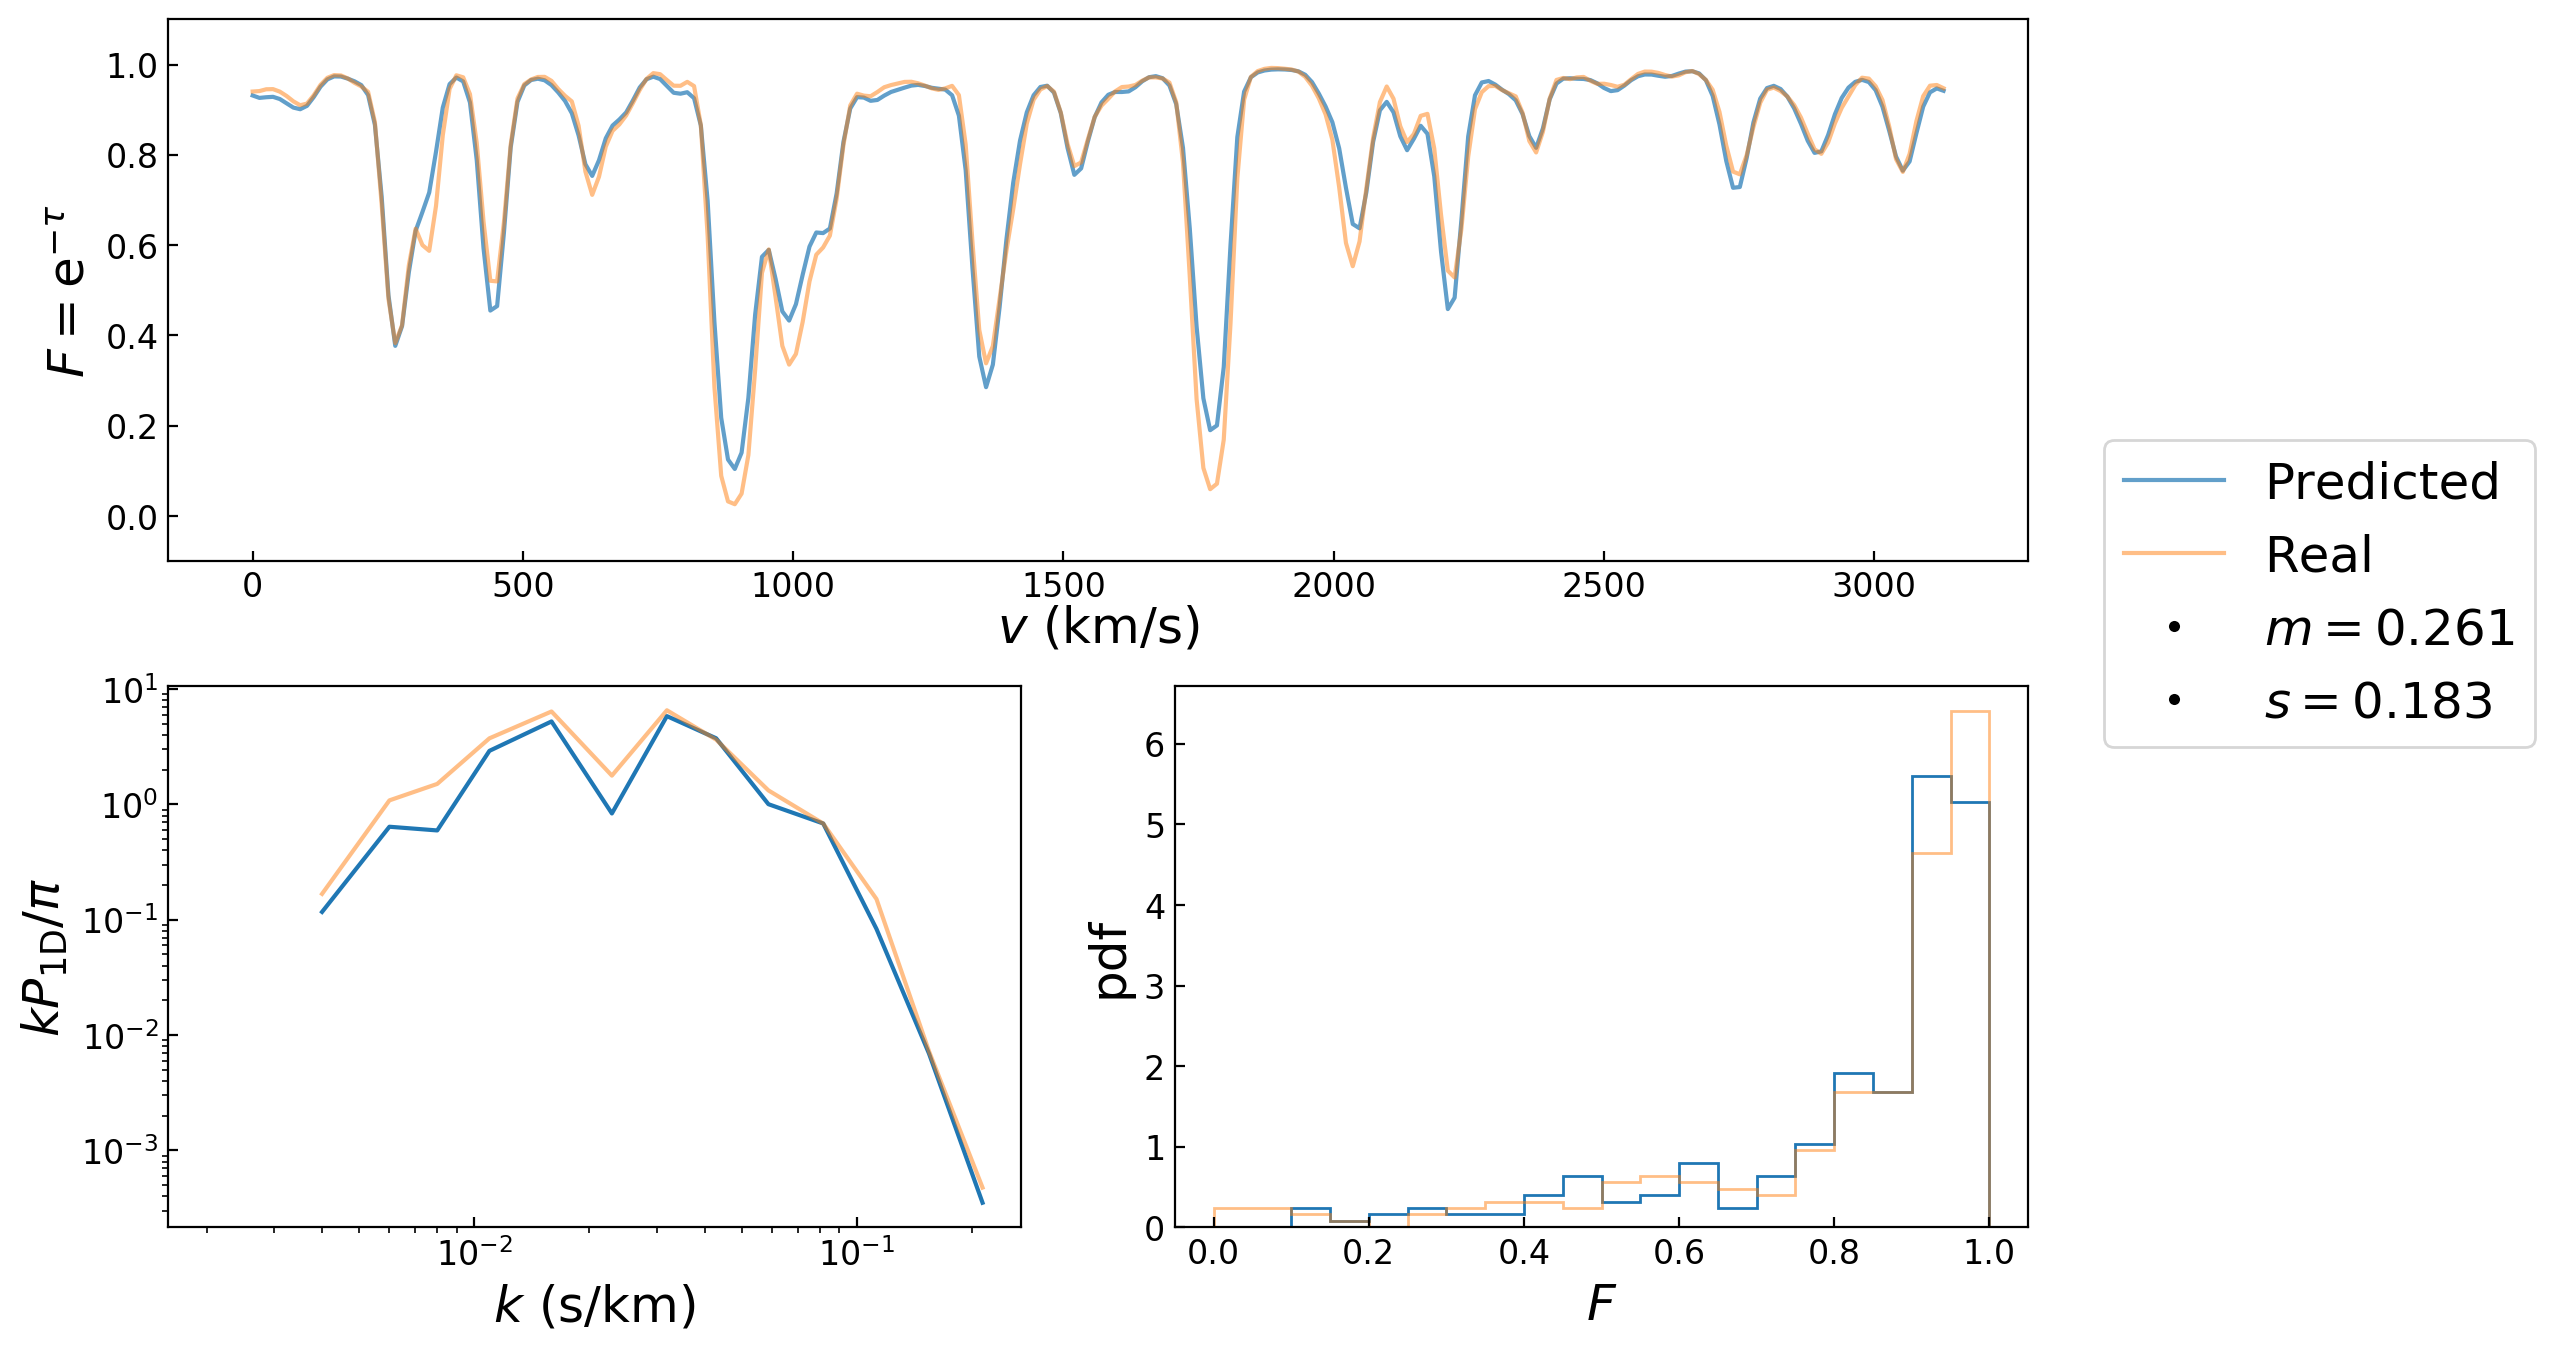 1.0
0.8
0.6
0.4
0.2
0.0
F = e^{−τ}
0 500 1000 1500 2000 2500 3000
v (km/s)
Predicted
Real
m = 0.261
s = 0.183
10^1
10^0
10^{−1}
10^{−2}
10^{−3}
kP_{1D}/π
10^{−2} 10^{−1}
k (s/km)
6
5
4
3
2
1
0
pdf
0.0 0.2 0.4 0.6 0.8 1.0
F